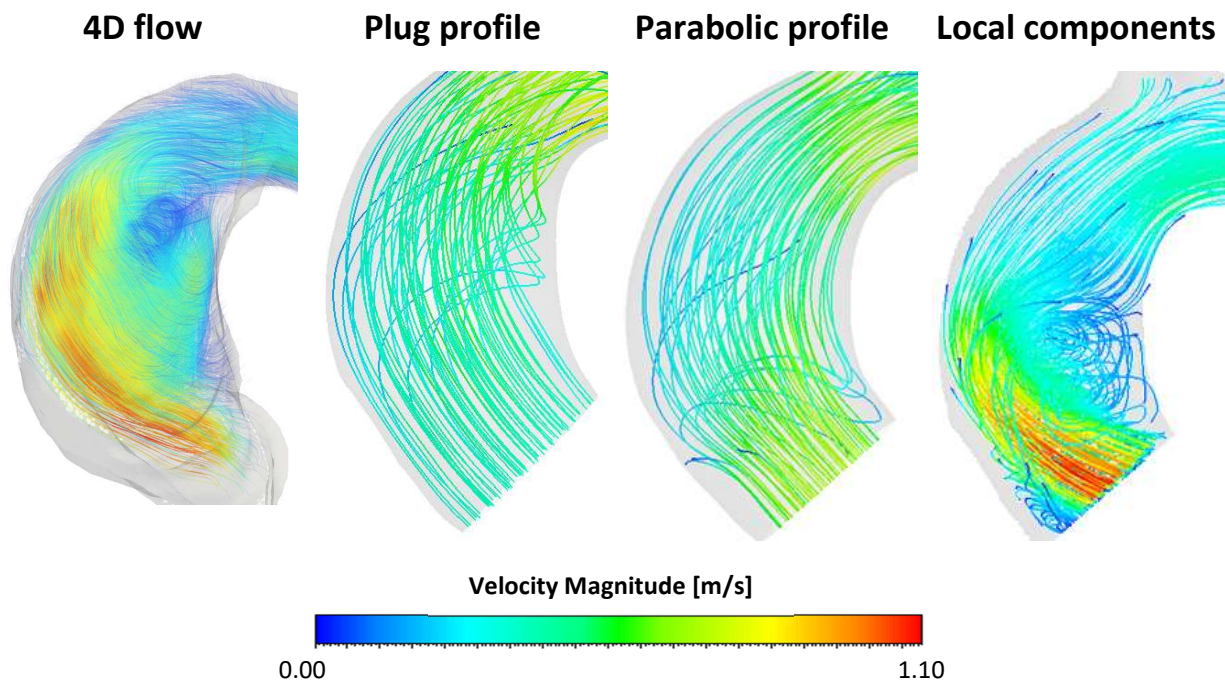 4D flow
Plug profile
Parabolic profile
Local components
Velocity Magnitude [m/s]
0.00
1.10